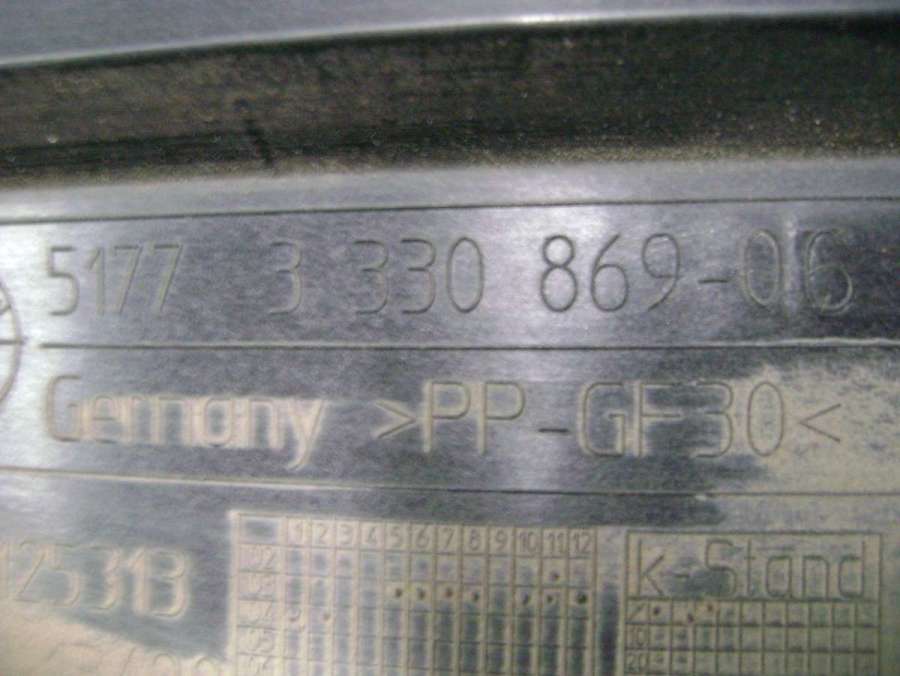 5177 3 330 869-06
Germany >PP-GF30<
1 2 3 4 5 6 7 8 9 10 11 12
125313
k-Stand